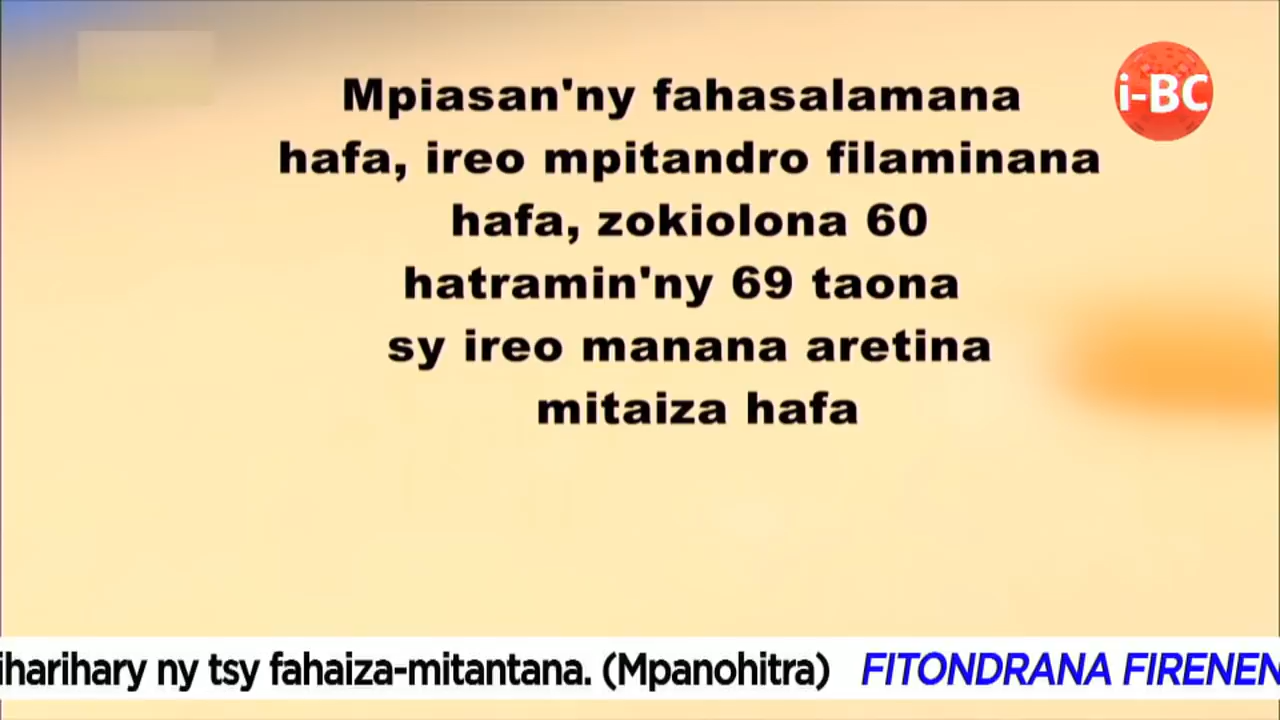 Mpiasan'ny fahasalamana
i-BC
hafa, ireo mpitandro filaminana
hafa, zokiolona 60
hatramin'ny 69 taona
sy ireo manana aretina
mitaiza hafa
iharihary ny tsy fahaiza-mitantana. (Mpanohitra) FITONDRANA FIRENEN